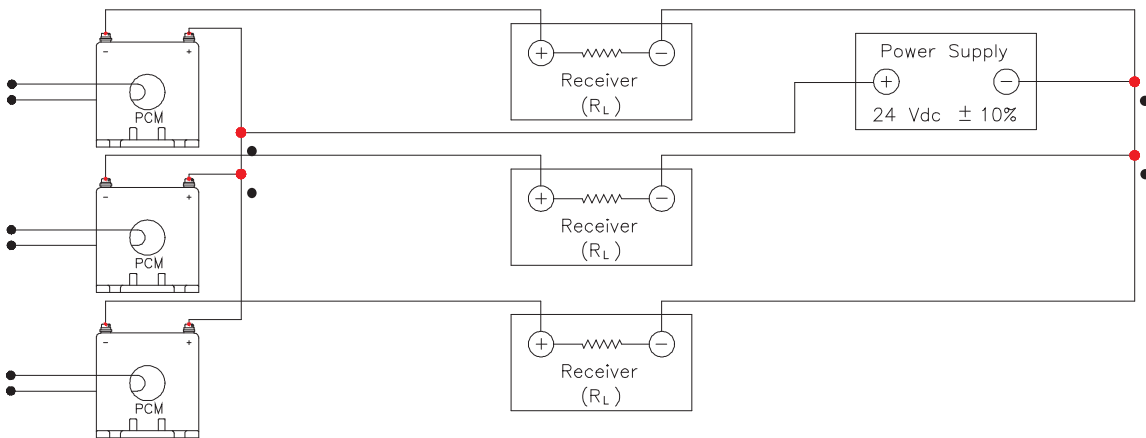 - +
PCM
+ -
Receiver
(RL)
Power Supply
+ -
24 Vdc ± 10%
- +
PCM
+ -
Receiver
(RL)
- +
PCM
+ -
Receiver
(RL)